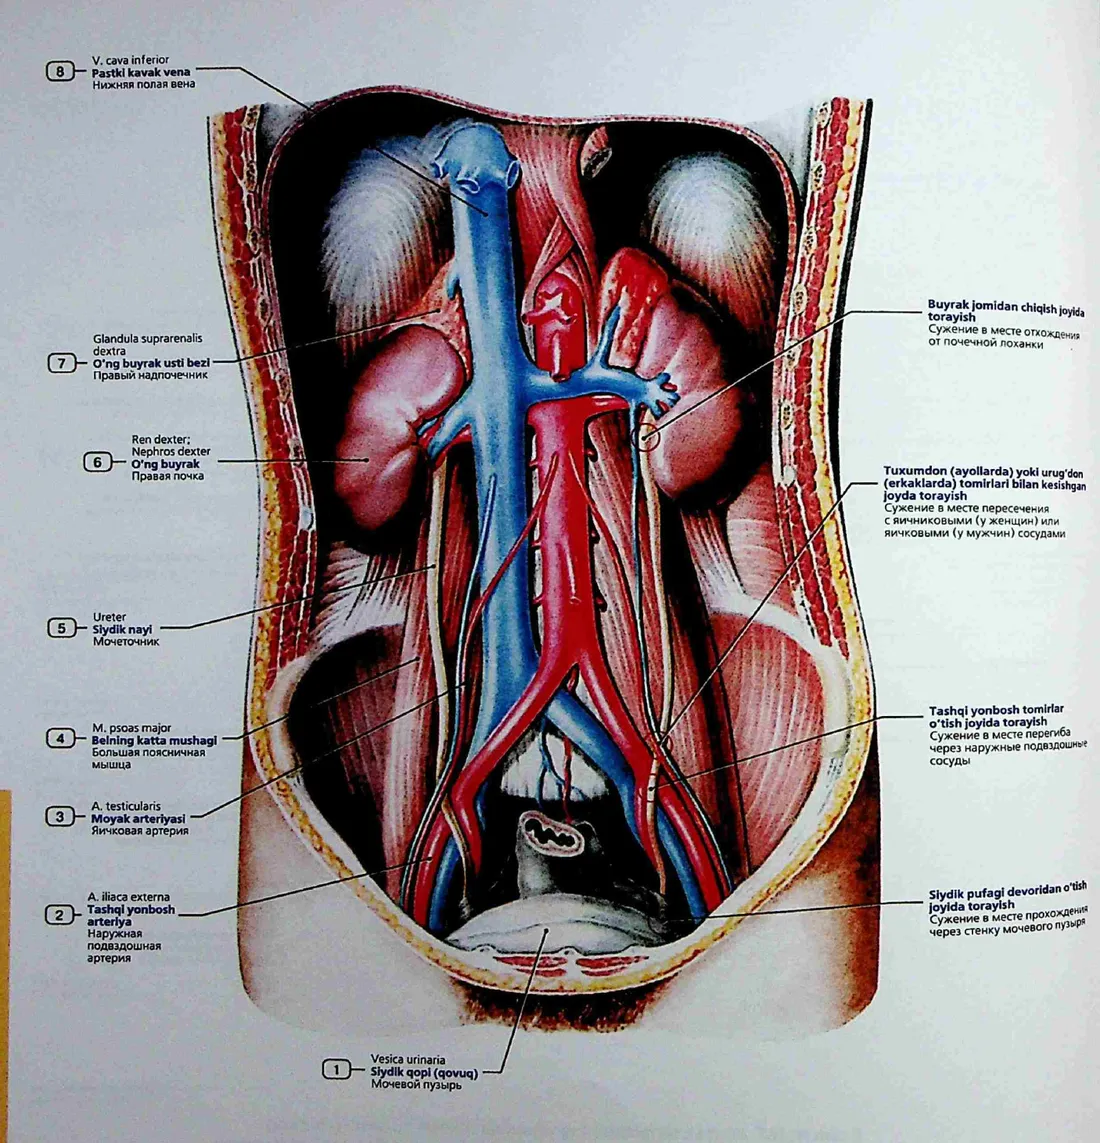 8
V. cava inferior
Pastki kavak vena
Нижняя полая вена
7
Glandula suprarenalis
dextra
O'ng buyrak usti bezi
Правый надпочечник
6
Ren dexter;
Nephros dexter
O'ng buyrak
Правая почка
5
Ureter
Siydik nayi
Мочеточник
4
M. psoas major
Belning katta mushagi
Большая поясничная
мышца
3
A. testicularis
Moyak arteriyasi
Яичковая артерия
2
A. iliaca externa
Tashqi yonbosh
arteriya
Наружная
подвздошная
артерия
1
Vesica urinaria
Siydik qopi (qovuq)
Мочевой пузырь
Buyrak jomidan chiqish joyida
torayish
Сужение в месте отхождения
от почечной лоханки
Tuxumdon (ayollarda) yoki urug'don
(erkaklarda) tomirlari bilan kesishgan
joyda torayish
Сужение в месте пересечения
с яичниковыми (у женщин) или
яичковыми (у мужчин) сосудами
Tashqi yonbosh tomirlar
o'tish joyida torayish
Сужение в месте перегиба
через наружные подвздошные
сосуды
Siydik pufagi devoridan o'tish
joyida torayish
Сужение в месте прохождения
через стенку мочевого пузыря